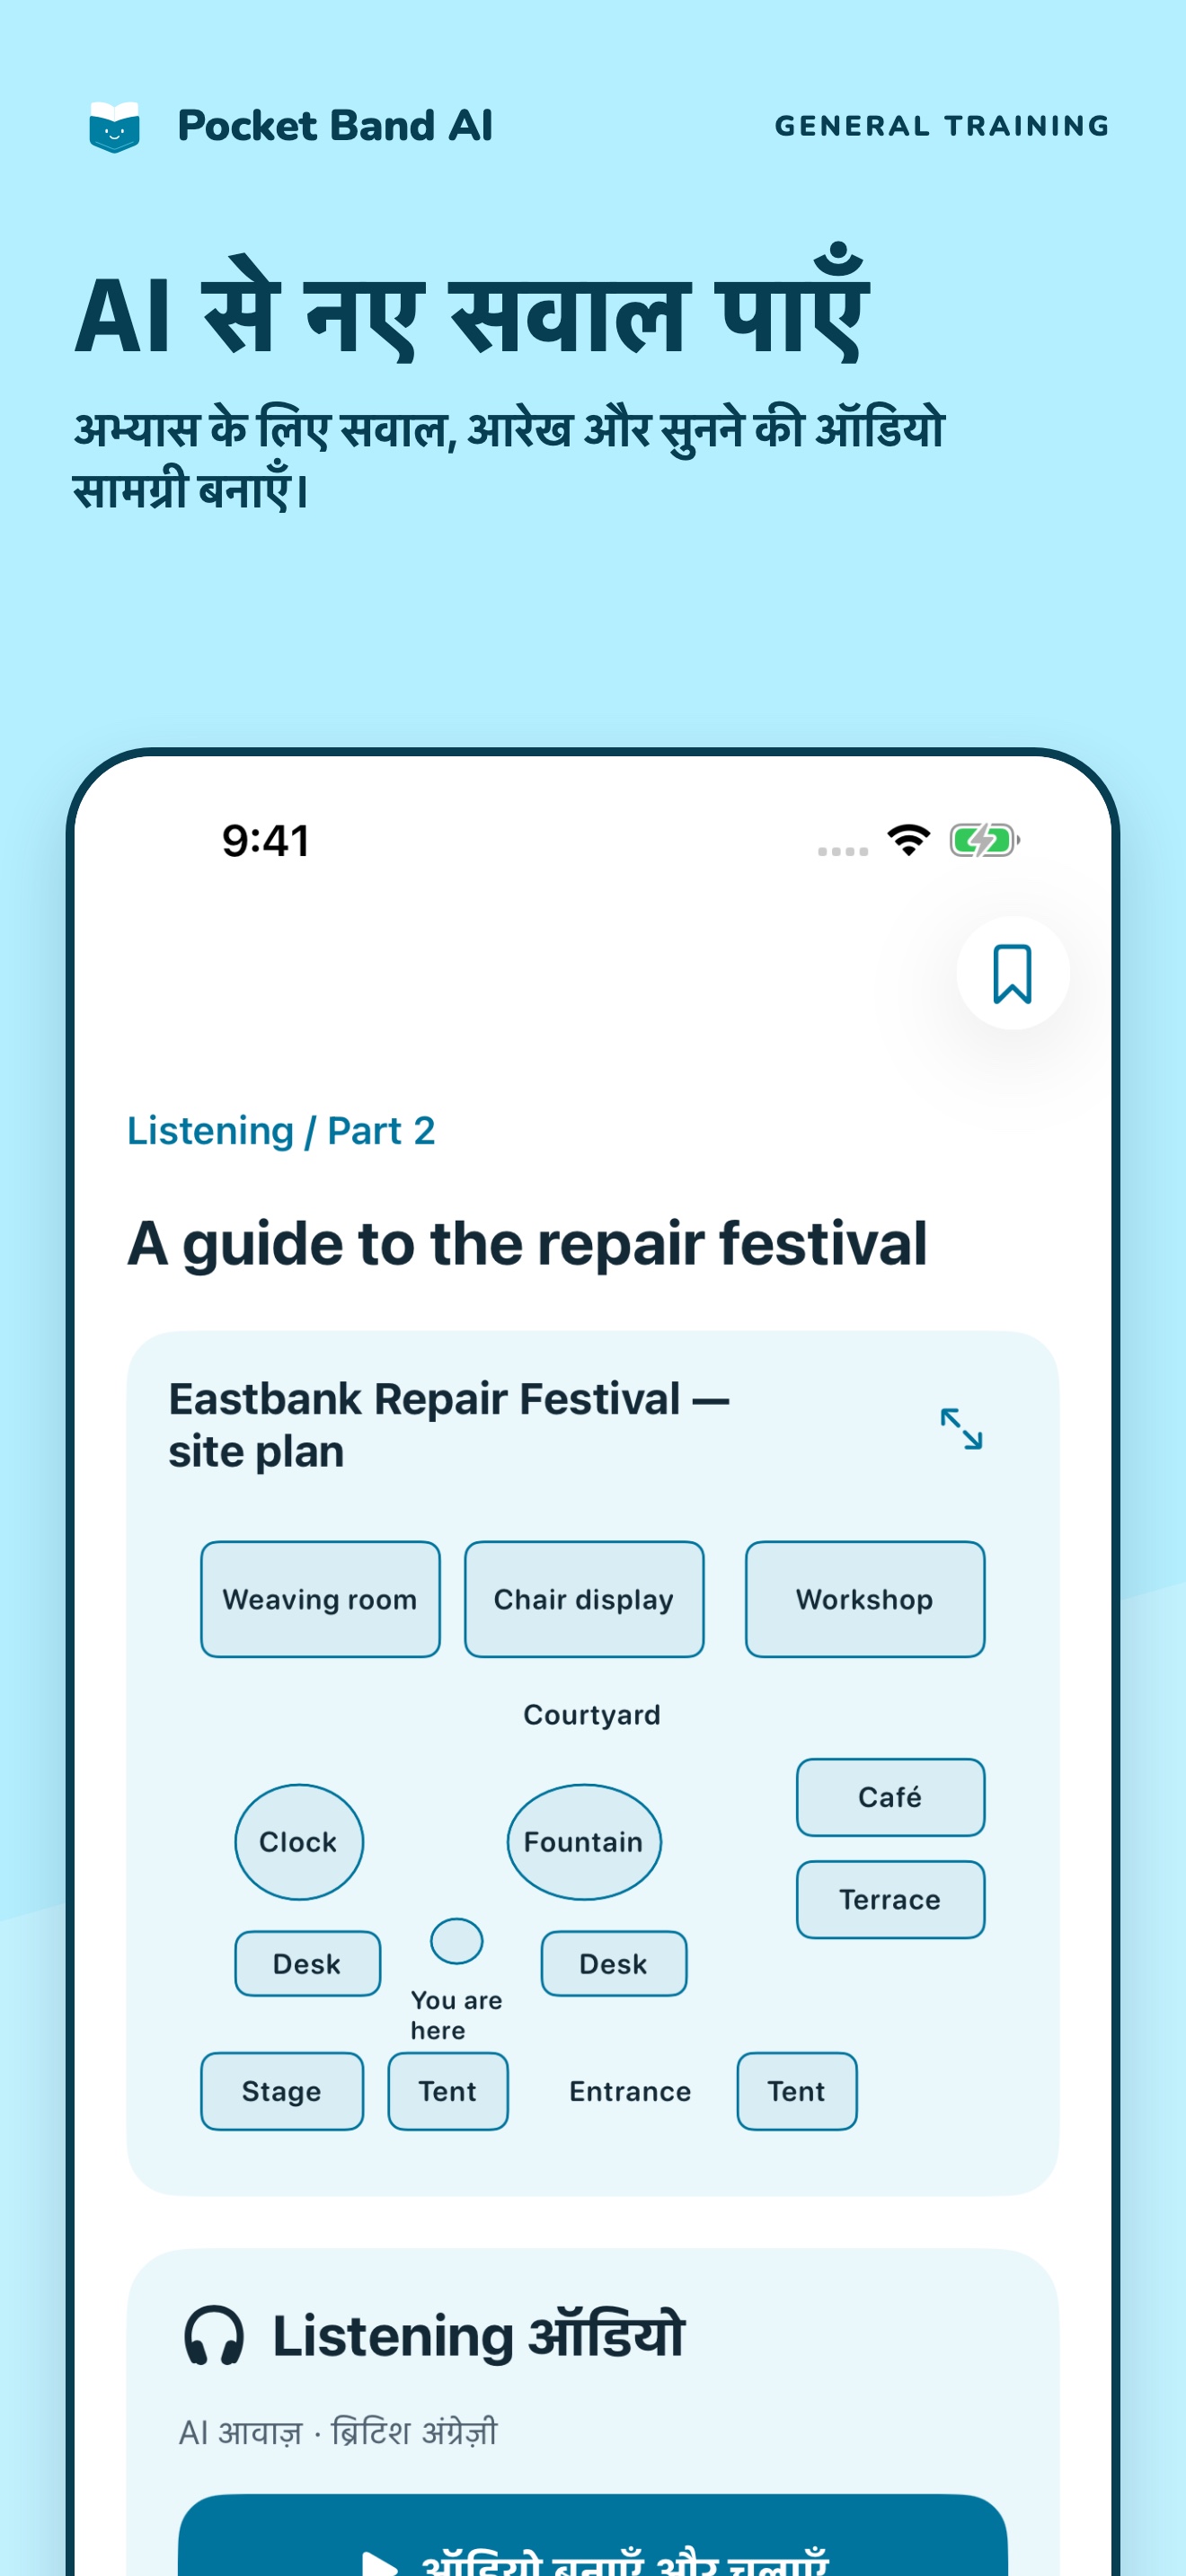 Pocket Band AI
GENERAL TRAINING
AI से नए सवाल पाएँ
अभ्यास के लिए सवाल, आरेख और सुनने की ऑडियो
सामग्री बनाएँ।
9:41
Listening / Part 2
A guide to the repair festival
Eastbank Repair Festival —
site plan
Weaving room
Chair display
Workshop
Courtyard
Café
Clock
Fountain
Terrace
Desk
Desk
You are
here
Stage
Tent
Entrance
Tent
Listening ऑडियो
AI आवाज़ · ब्रिटिश अंग्रेज़ी
ऑडियो बनाएँ और चलाएँ